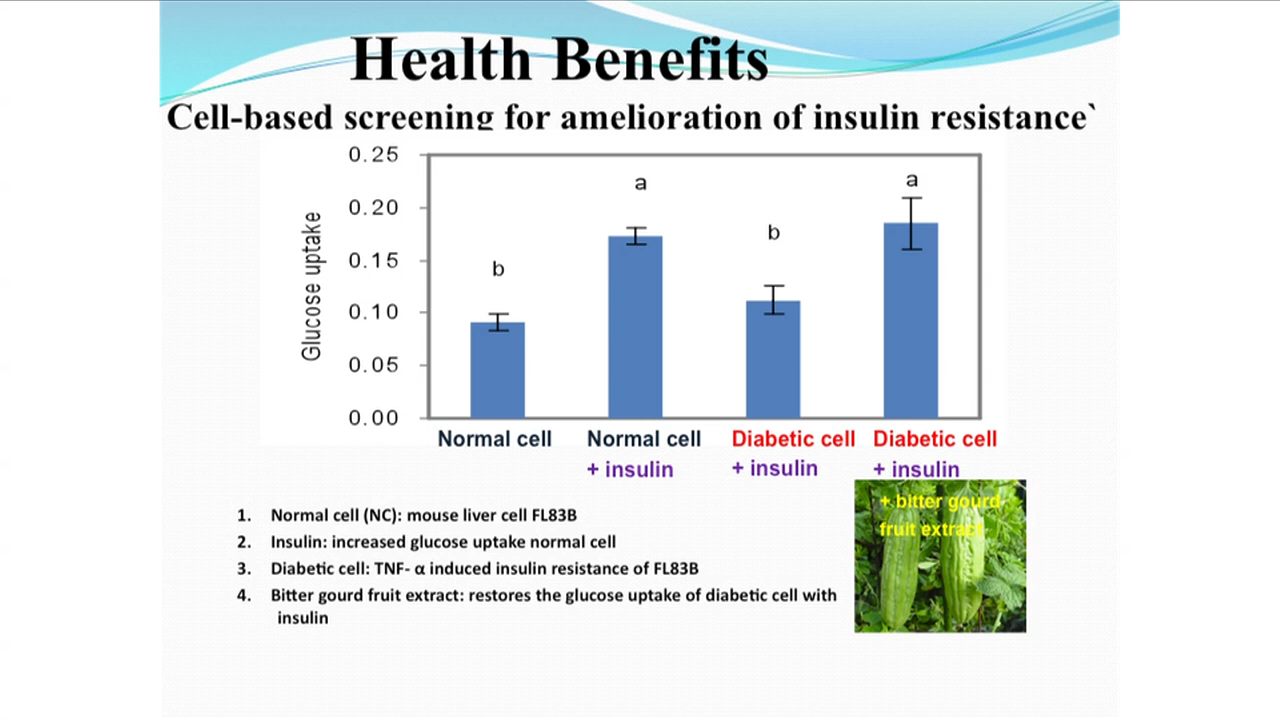 Health Benefits
Cell-based screening for amelioration of insulin resistance`
0.25
0.20
0.15
0.10
0.05
0.00
Glucose uptake
b
a
b
a
Normal cell
Normal cell
+ insulin
Diabetic cell
+ insulin
Diabetic cell
+ insulin
+ bitter gourd
fruit extract
1. Normal cell (NC): mouse liver cell FL83B
2. Insulin: increased glucose uptake normal cell
3. Diabetic cell: TNF- α induced insulin resistance of FL83B
4. Bitter gourd fruit extract: restores the glucose uptake of diabetic cell with
insulin